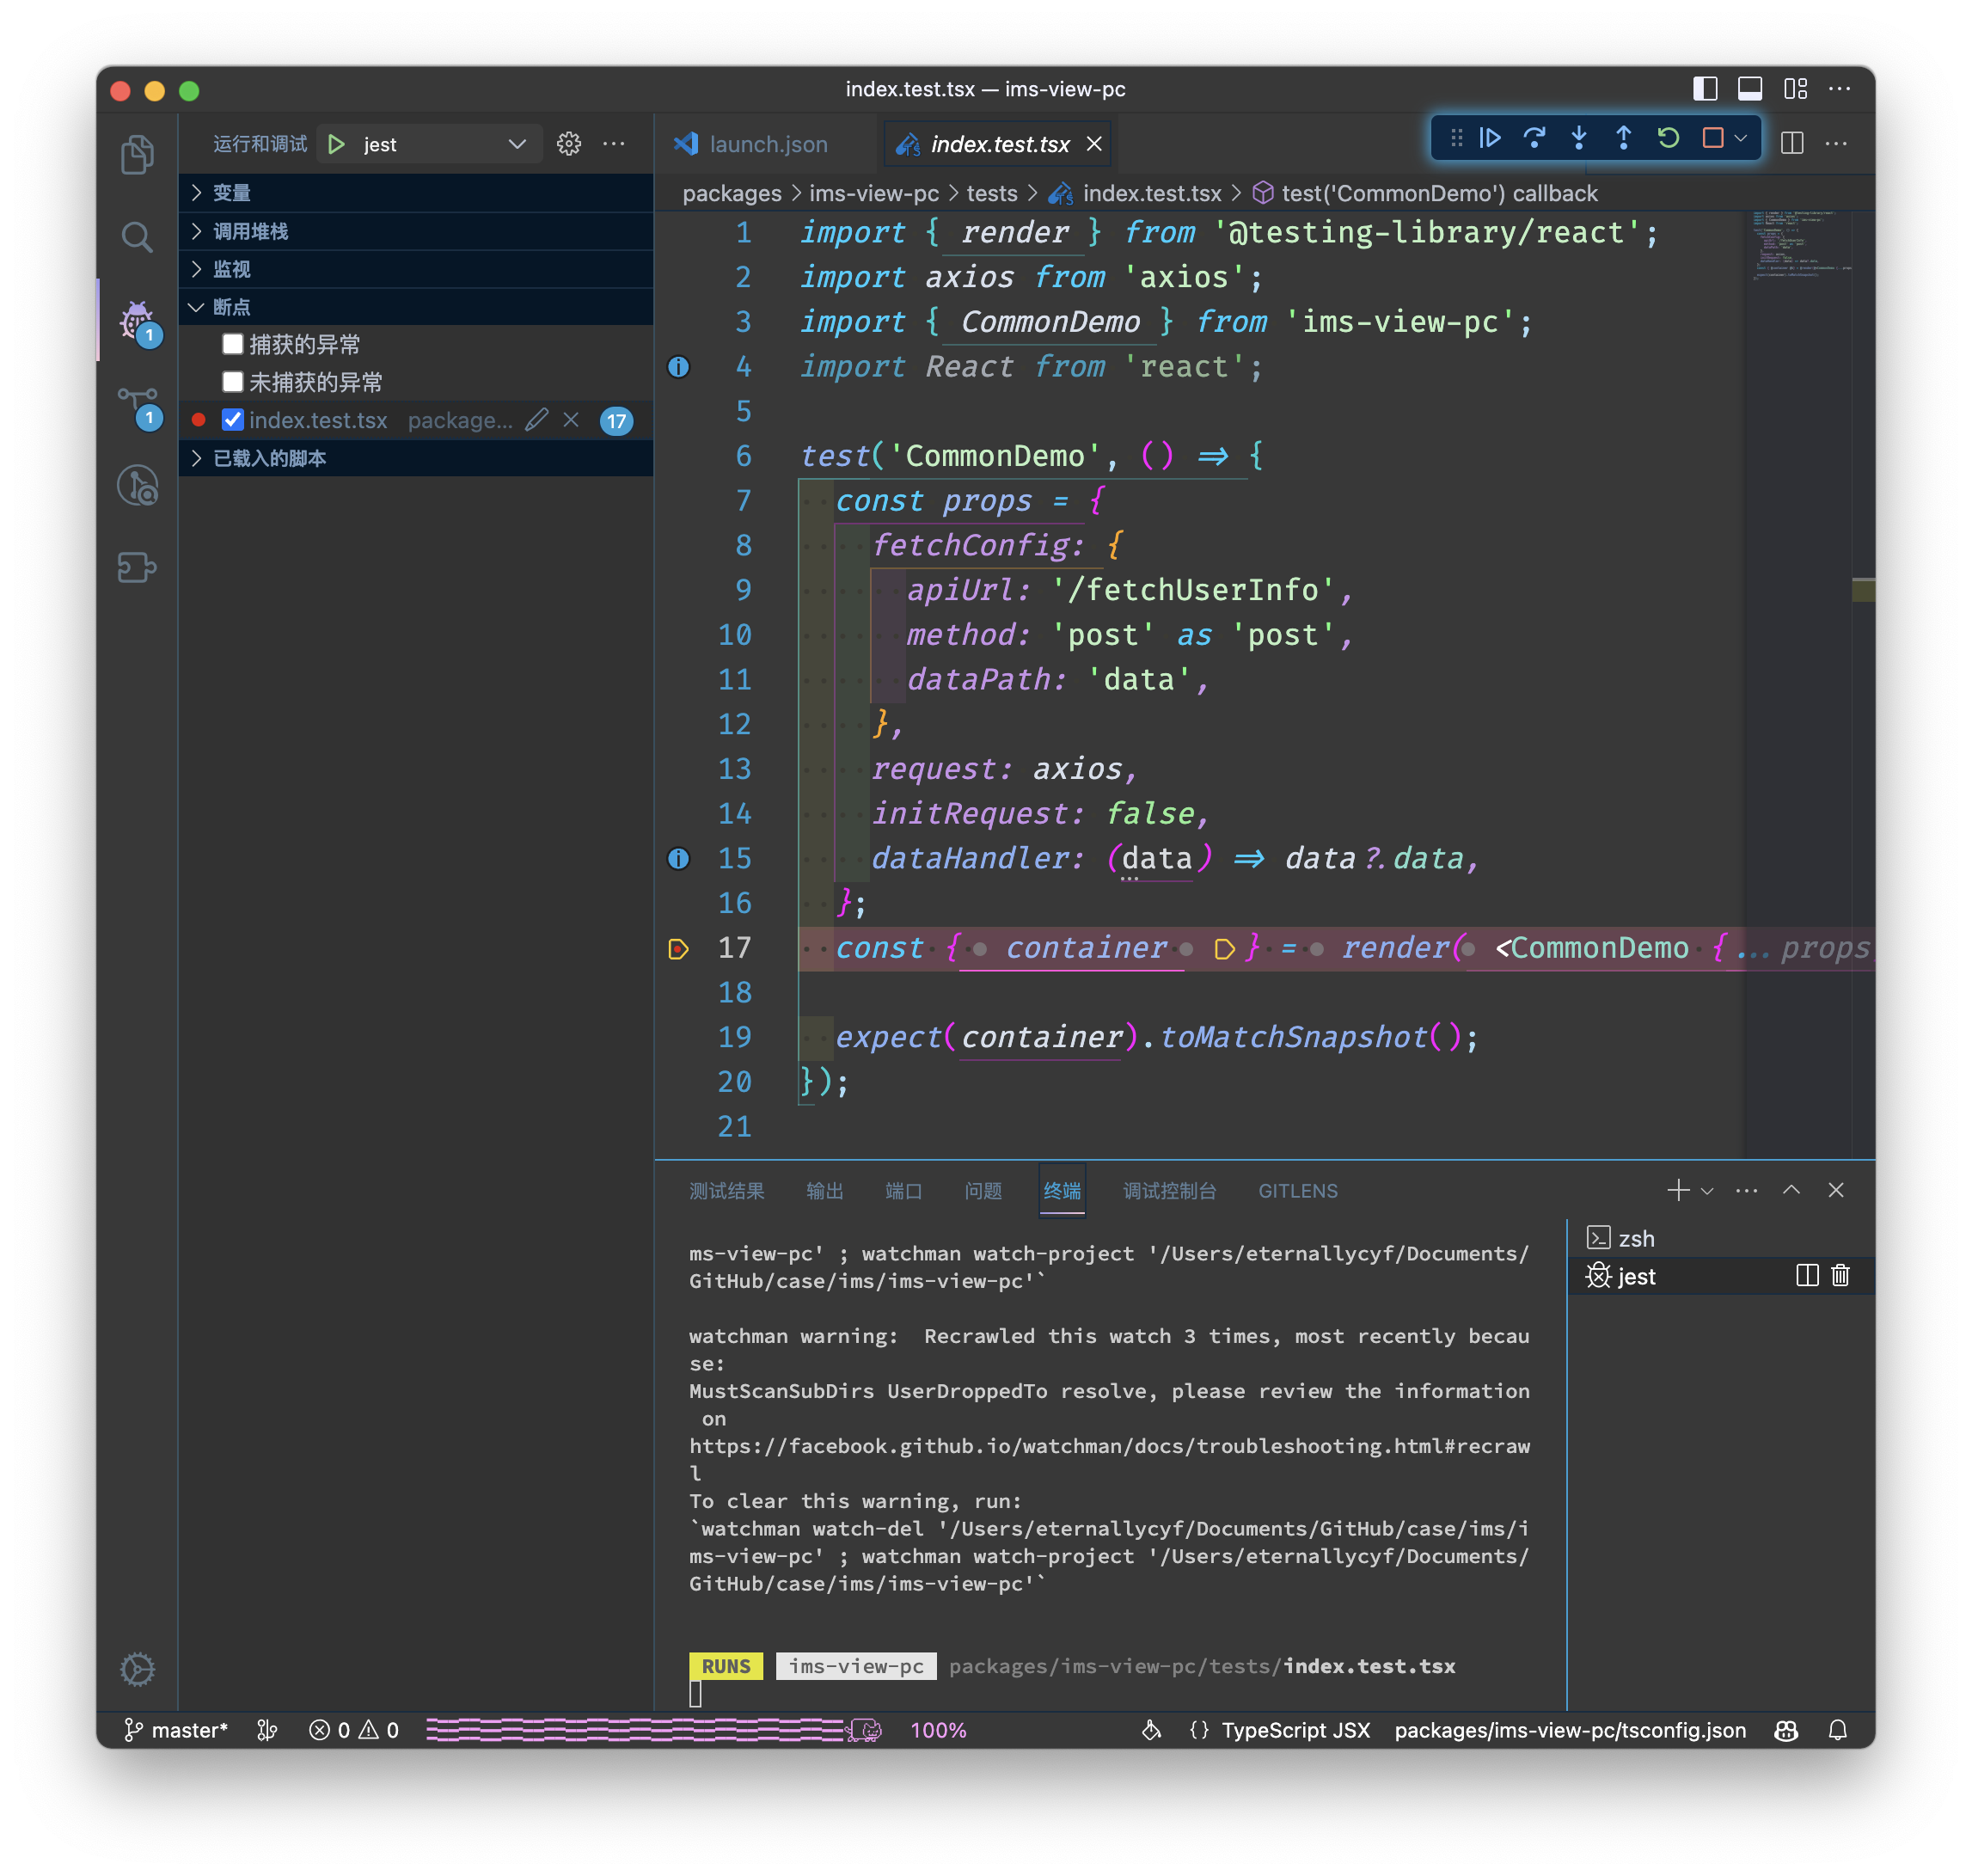 index.test.tsx — ims-view-pc
运行和调试 jest
launch.json index.test.tsx
packages > ims-view-pc > tests > index.test.tsx > test('CommonDemo') callback
变量
调用堆栈
监视
断点
捕获的异常
未捕获的异常
index.test.tsx package... 17
已载入的脚本
1
1
1 import { render } from '@testing-library/react';
2 import axios from 'axios';
3 import { CommonDemo } from 'ims-view-pc';
4 import React from 'react';
5
6 test('CommonDemo', () => {
7 const props = {
8 fetchConfig: {
9 apiUrl: '/fetchUserInfo',
10 method: 'post' as 'post',
11 dataPath: 'data',
12 },
13 request: axios,
14 initRequest: false,
15 dataHandler: (data) => data?.data,
16 };
17 const { container } = render( <CommonDemo {...props
18
19 expect(container).toMatchSnapshot();
20 });
21
测试结果 输出 端口 问题 终端 调试控制台 GITLENS
zsh
jest
ms-view-pc' ; watchman watch-project '/Users/eternallycyf/Documents/
GitHub/case/ims/ims-view-pc'`
watchman warning:  Recrawled this watch 3 times, most recently becau
se:
MustScanSubDirs UserDroppedTo resolve, please review the information
on
https://facebook.github.io/watchman/docs/troubleshooting.html#recraw
l
To clear this warning, run:
`watchman watch-del '/Users/eternallycyf/Documents/GitHub/case/ims/i
ms-view-pc' ; watchman watch-project '/Users/eternallycyf/Documents/
GitHub/case/ims/ims-view-pc'`
RUNS ims-view-pc packages/ims-view-pc/tests/index.test.tsx
master* 0 0 100% {} TypeScript JSX packages/ims-view-pc/tsconfig.json